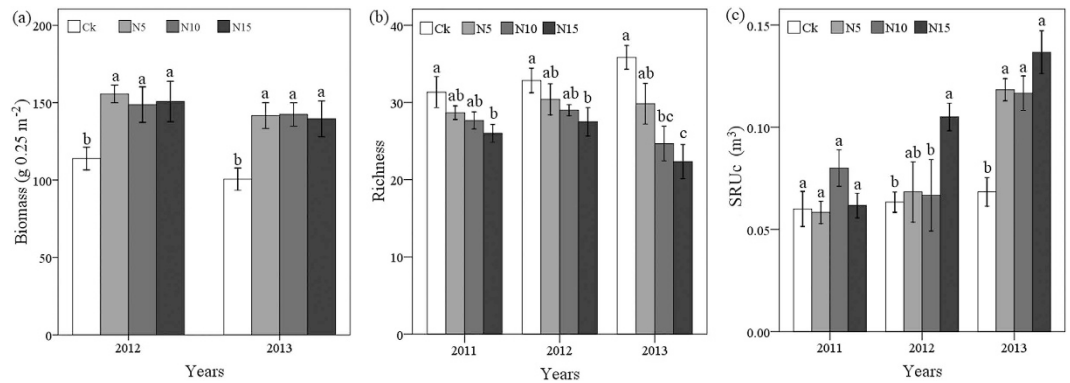 (a)
Ck N5 N10 N15
200
150
100
50
0
Biomass (g 0.25 m⁻²)
b a a a
b a a a
2012 2013
Years
(b)
Ck N5 N10 N15
40
30
20
10
0
Richness
a ab ab b
a ab ab b
a ab bc c
2011 2012 2013
Years
(c)
Ck N5 N10 N15
0.15
0.10
0.05
0.00
SRUc (m³)
a a a a
b ab b a
b a a a
2011 2012 2013
Years